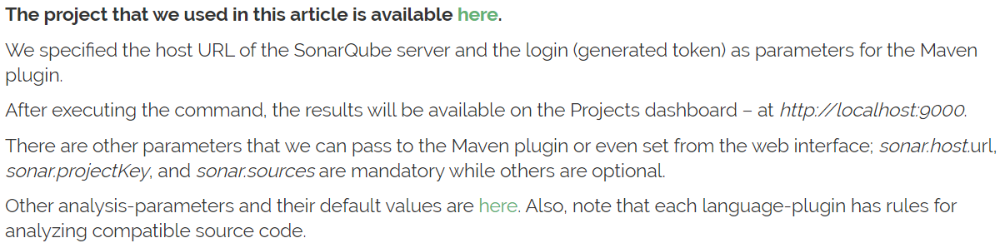 The project that we used in this article is available here.
We specified the host URL of the SonarQube server and the login (generated token) as parameters for the Maven
plugin.
After executing the command, the results will be available on the Projects dashboard – at http://localhost:9000.
There are other parameters that we can pass to the Maven plugin or even set from the web interface; sonar.host.url,
sonar.projectKey, and sonar.sources are mandatory while others are optional.
Other analysis-parameters and their default values are here. Also, note that each language-plugin has rules for
analyzing compatible source code.